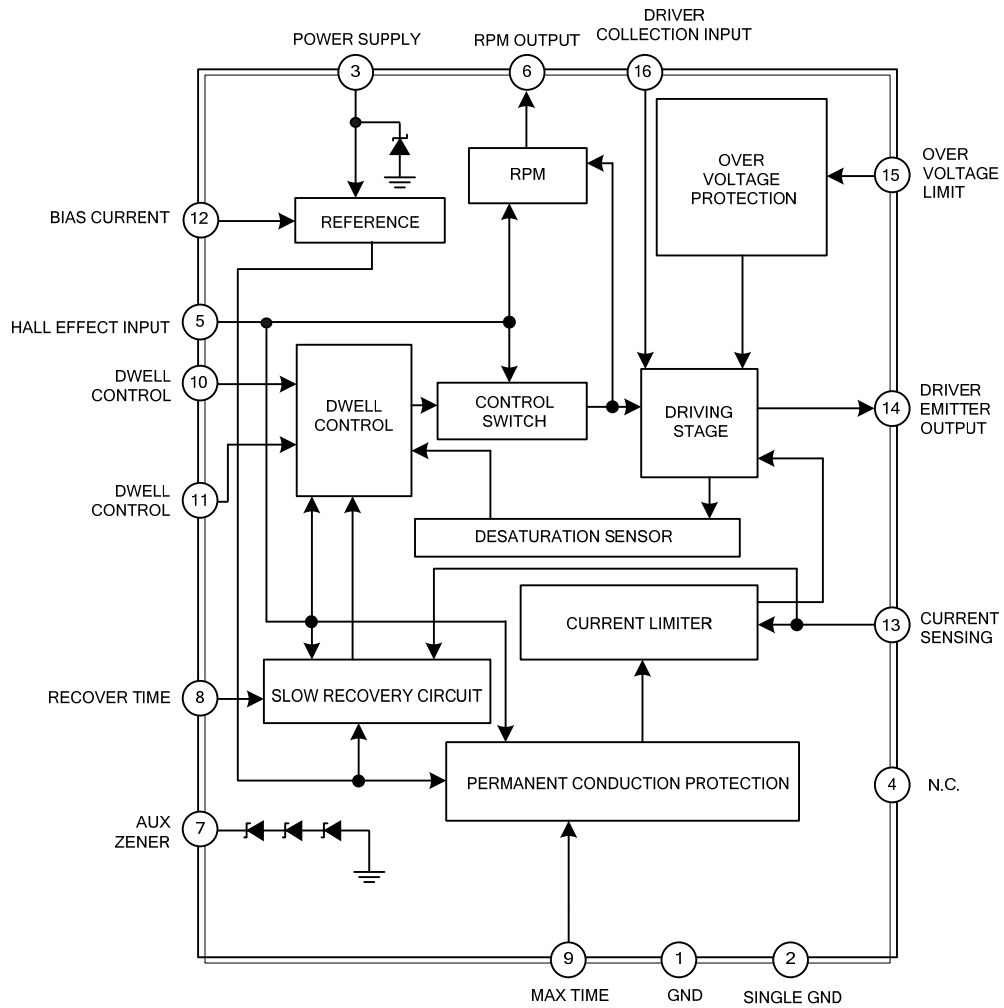 DRIVER
COLLECTION INPUT
POWER SUPPLY
RPM OUTPUT
3
6
16
OVER
VOLTAGE
PROTECTION
OVER
VOLTAGE
LIMIT
15
RPM
BIAS CURRENT
12
REFERENCE
HALL EFFECT INPUT
5
DWELL
CONTROL
10
DWELL
CONTROL
CONTROL
SWITCH
DRIVING
STAGE
14
DRIVER
EMITTER
OUTPUT
DWELL
CONTROL
11
DESATURATION SENSOR
CURRENT LIMITER
13
CURRENT
SENSING
RECOVER TIME
8
SLOW RECOVERY CIRCUIT
PERMANENT CONDUCTION PROTECTION
4
N.C.
AUX
ZENER
7
9
1
2
MAX TIME
GND
SINGLE GND